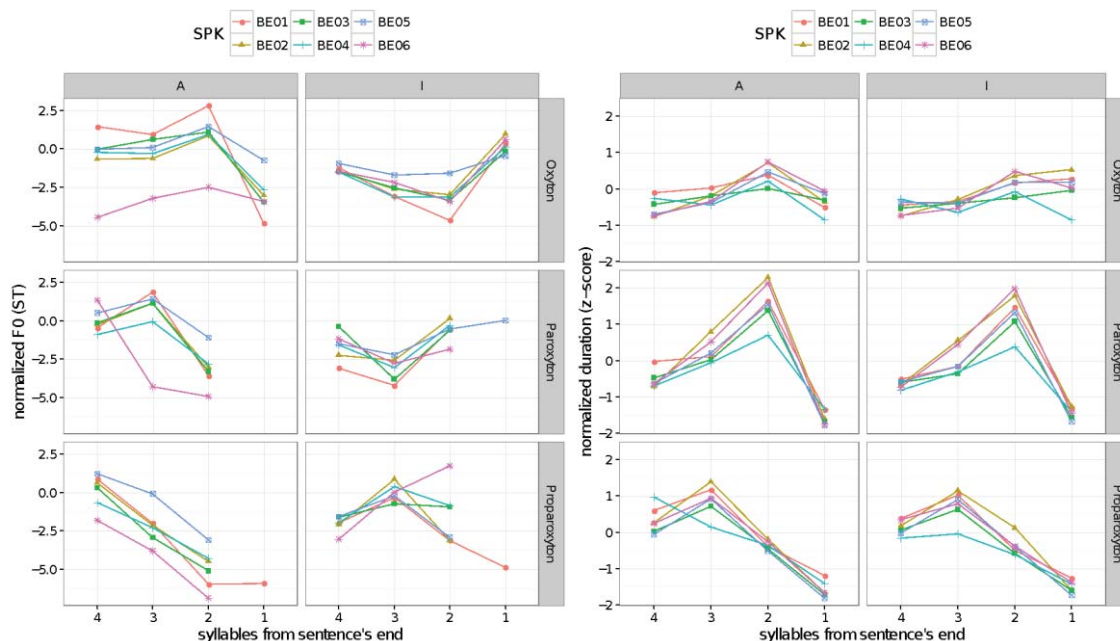 SPK BE01 BE03 BE05
BE02 BE04 BE06
A I
2.5
0.0
-2.5
-5.0
Oxyton
2.5
0.0
-2.5
-5.0
Paroxyton
2.5
0.0
-2.5
-5.0
Proparoxyton
normalized F0 (ST)
4 3 2 1 4 3 2 1
syllables from sentence's end
SPK BE01 BE03 BE05
BE02 BE04 BE06
A I
2
1
0
-1
-2
Oxyton
2
1
0
-1
-2
Paroxyton
2
1
0
-1
-2
Proparoxyton
normalized duration (z-score)
4 3 2 1 4 3 2 1
syllables from sentence's end